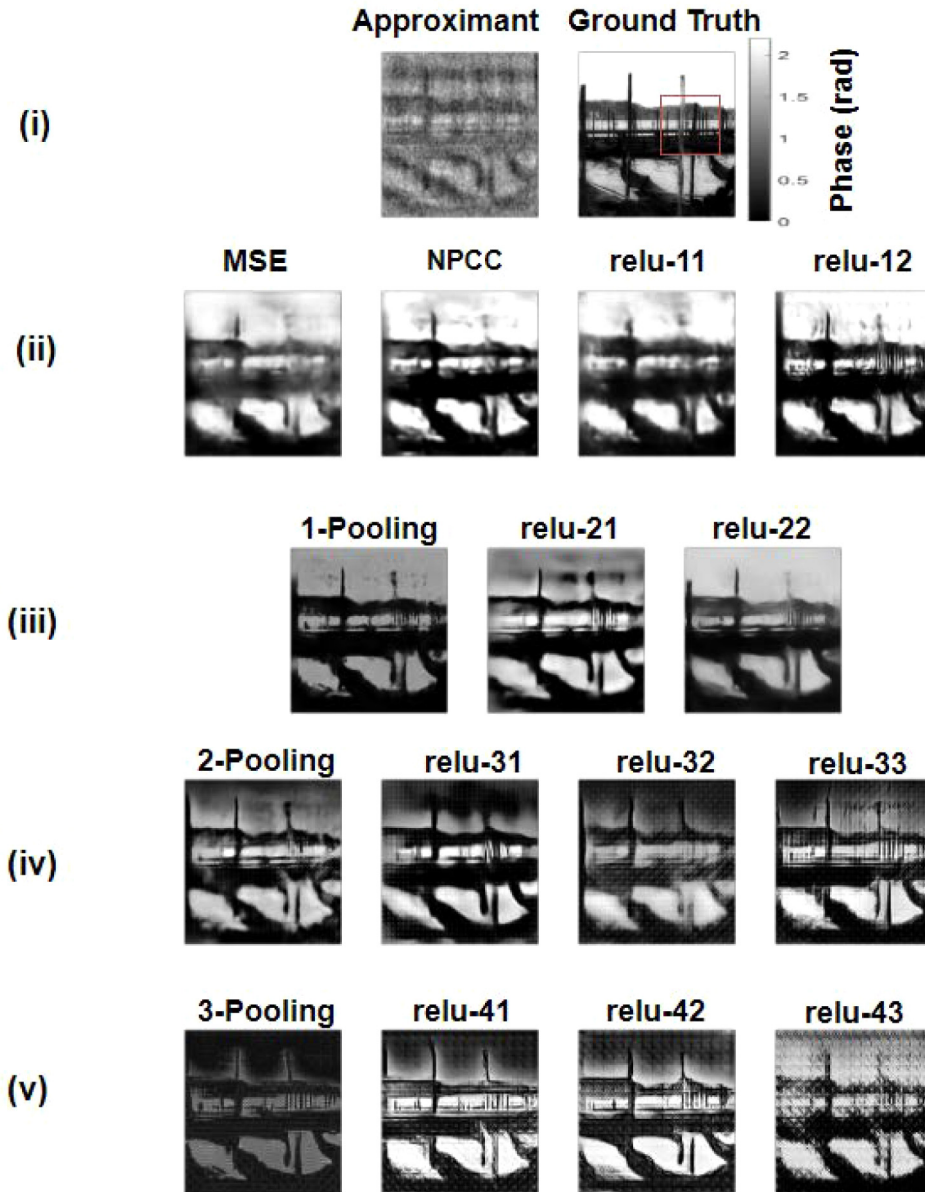 Approximant Ground Truth
(i)
2
1.5
1
0.5
0
Phase (rad)
MSE NPCC relu-11 relu-12
(ii)
1-Pooling relu-21 relu-22
(iii)
2-Pooling relu-31 relu-32 relu-33
(iv)
3-Pooling relu-41 relu-42 relu-43
(v)